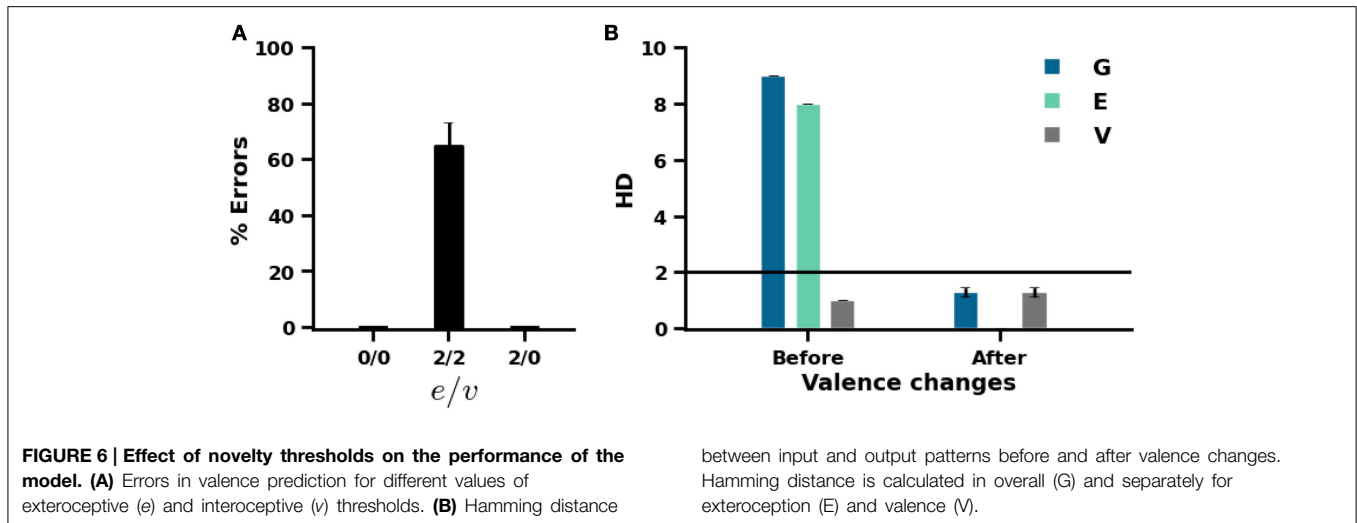 A
100
80
60
40
20
0
% Errors
0/0
2/2
2/0
e/v
B
10
8
6
4
2
0
HD
G
E
V
Before
After
Valence changes
FIGURE 6 | Effect of novelty thresholds on the performance of the
model. (A) Errors in valence prediction for different values of
exteroceptive (e) and interoceptive (v) thresholds. (B) Hamming distance
between input and output patterns before and after valence changes.
Hamming distance is calculated in overall (G) and separately for
exteroception (E) and valence (V).